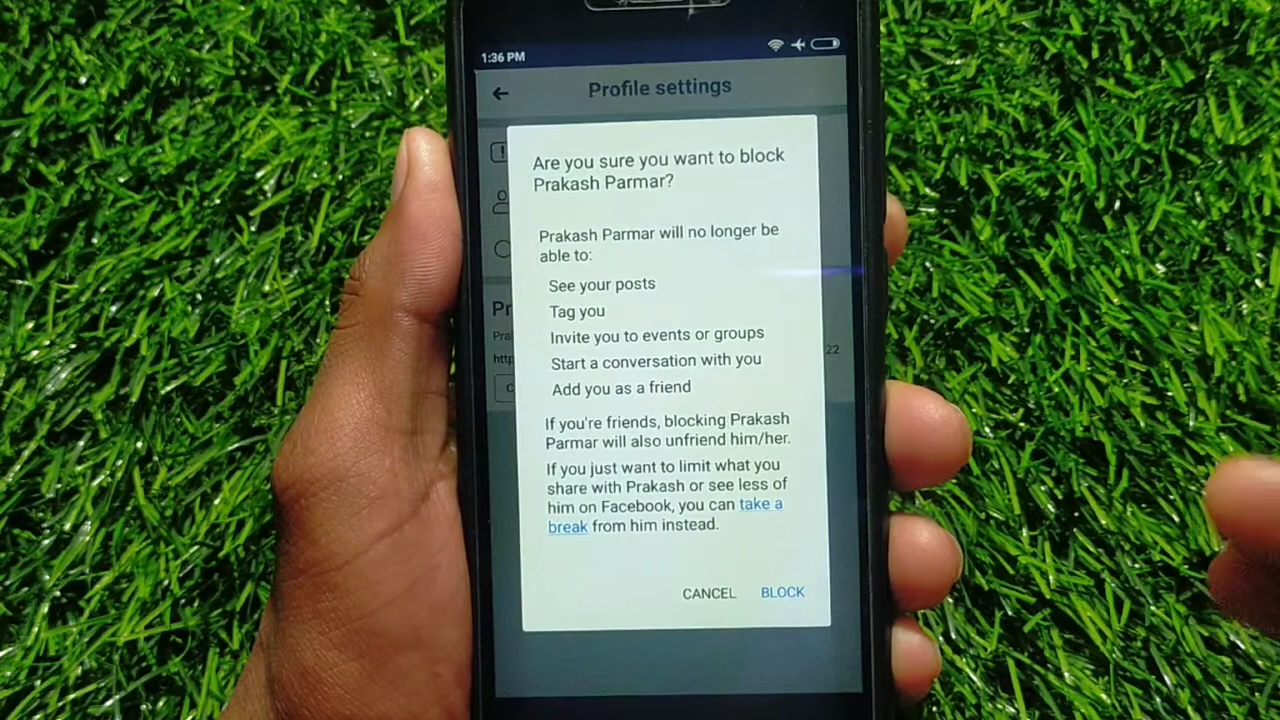 1:36 PM
Profile settings
Are you sure you want to block
Prakash Parmar?
Prakash Parmar will no longer be
able to:
See your posts
Tag you
Invite you to events or groups
Start a conversation with you
Add you as a friend
If you're friends, blocking Prakash
Parmar will also unfriend him/her.
If you just want to limit what you
share with Prakash or see less of
him on Facebook, you can take a
break from him instead.
CANCEL BLOCK
Pr
Pra
http
22
C